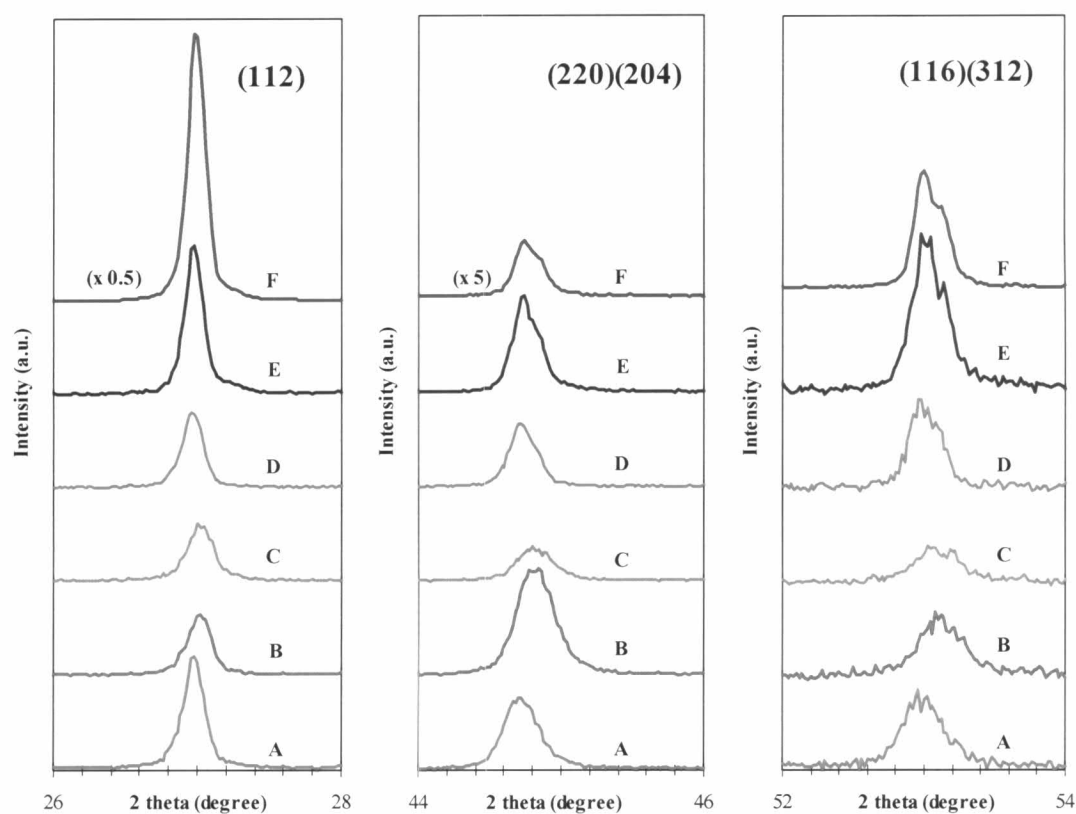 (112)
(x 0.5)
F
E
D
C
B
A
Intensity (a.u.)
26
2 theta (degree)
28
(220)(204)
(x 5)
F
E
D
C
B
A
Intensity (a.u.)
44
2 theta (degree)
46
(116)(312)
F
E
D
C
B
A
Intensity (a.u.)
52
2 theta (degree)
54